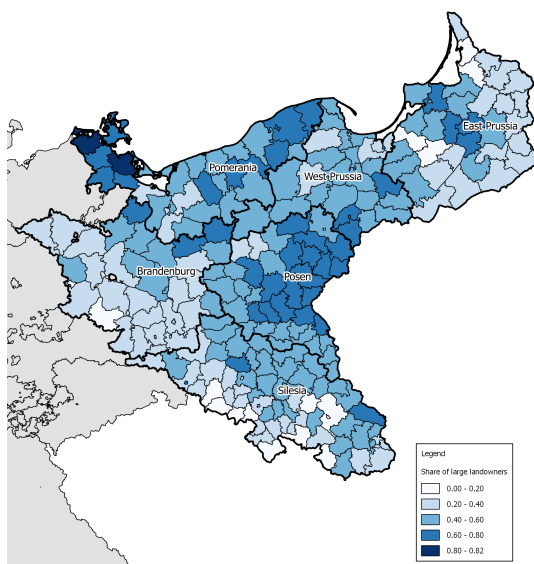 East Prussia
Pomerania
West Prussia
Brandenburg
Posen
Silesia
Legend
Share of large landowners
0.00 - 0.20
0.20 - 0.40
0.40 - 0.60
0.60 - 0.80
0.80 - 0.82